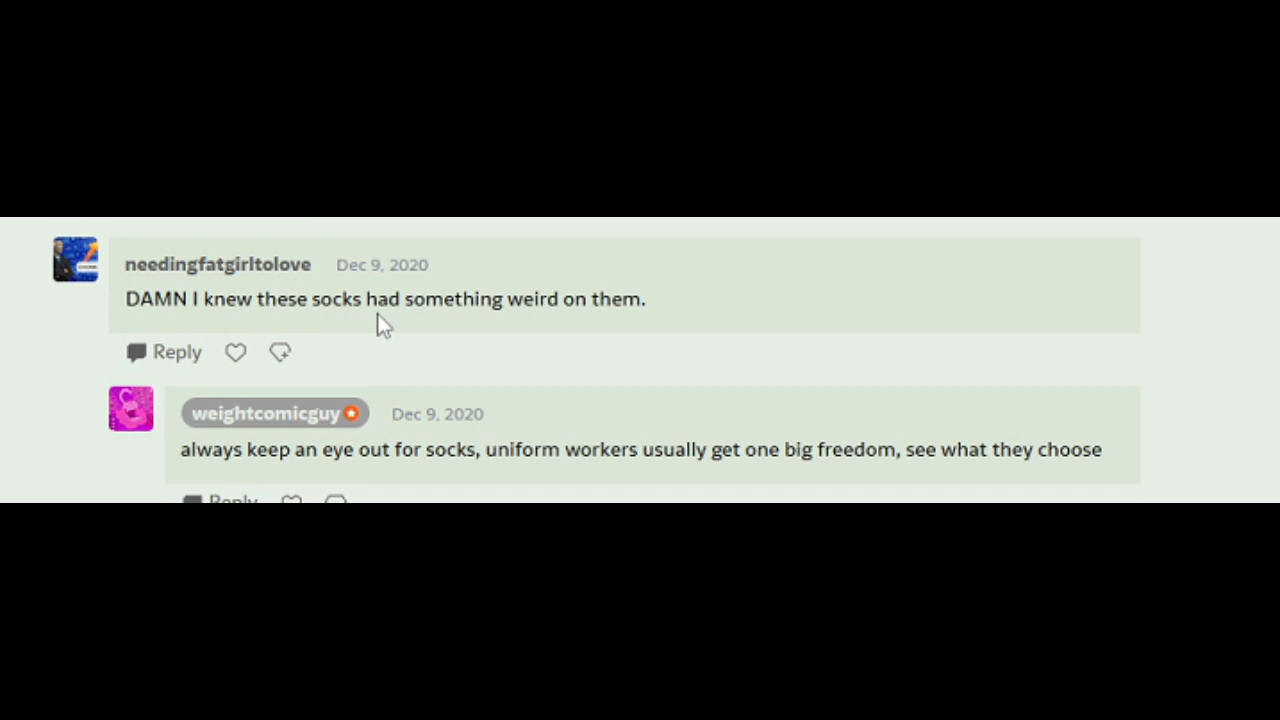 needingfatgirltolove Dec 9, 2020
DAMN I knew these socks had something weird on them.
Reply
weightcomicguy Dec 9, 2020
always keep an eye out for socks, uniform workers usually get one big freedom, see what they choose
Reply